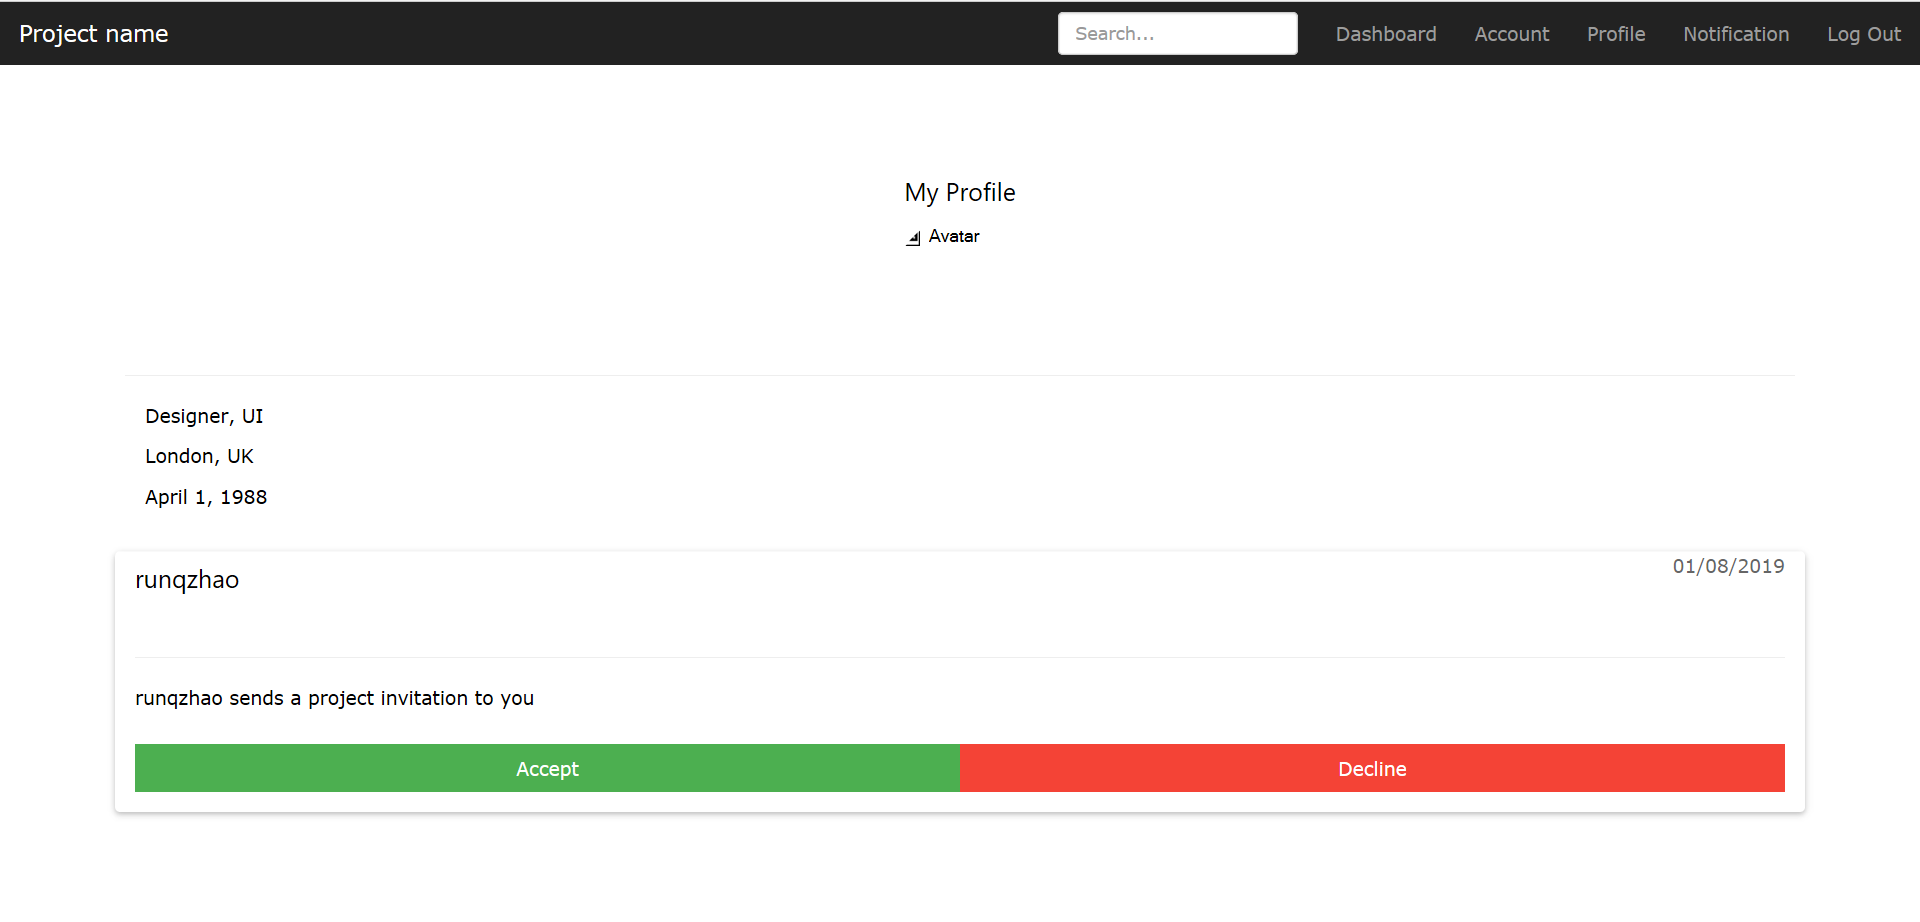 Project name
Search...
Dashboard
Account
Profile
Notification
Log Out
My Profile
Avatar
Designer, UI
London, UK
April 1, 1988
runqzhao
01/08/2019
runqzhao sends a project invitation to you
Accept
Decline